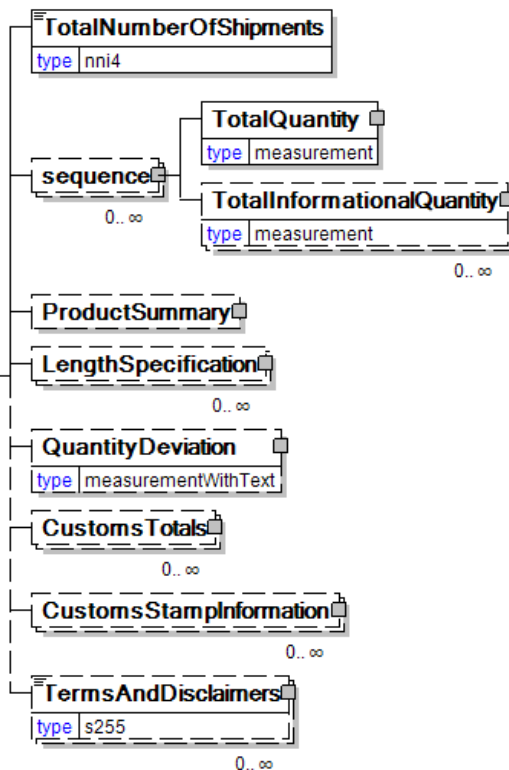 TotalNumberOfShipments
type nni4
TotalQuantity
type measurement
sequence
0..∞
TotalInformationalQuantity
type measurement
0..∞
ProductSummary
LengthSpecification
0..∞
QuantityDeviation
type measurementWithText
CustomsTotals
0..∞
CustomsStampInformation
0..∞
TermsAndDisclaimers
type s255
0..∞